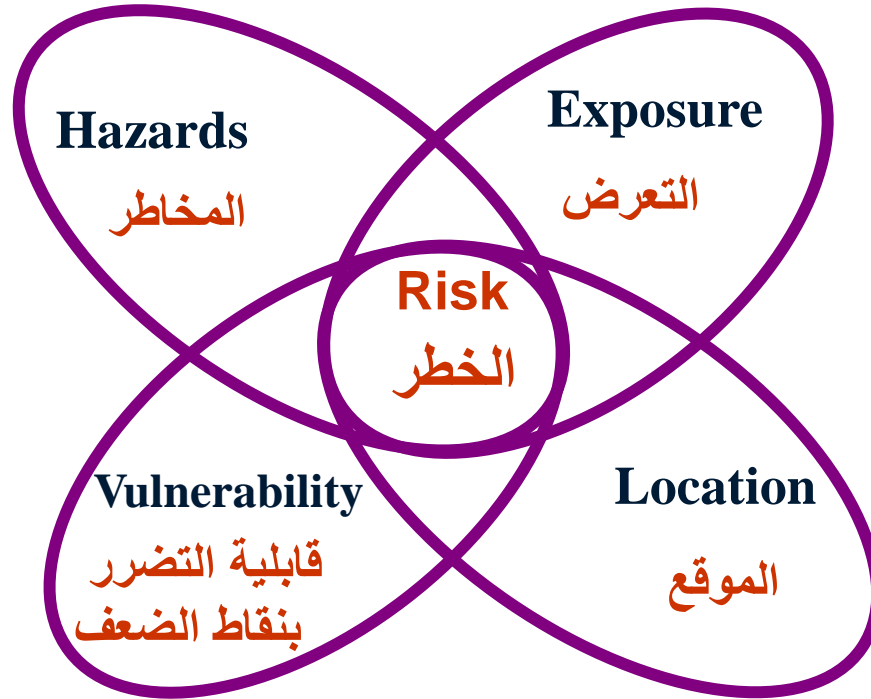 Hazards
المخاطر
Exposure
التعرض
Risk
الخطر
Vulnerability
قابلية التضرر
بنقاط الضعف
Location
الموقع